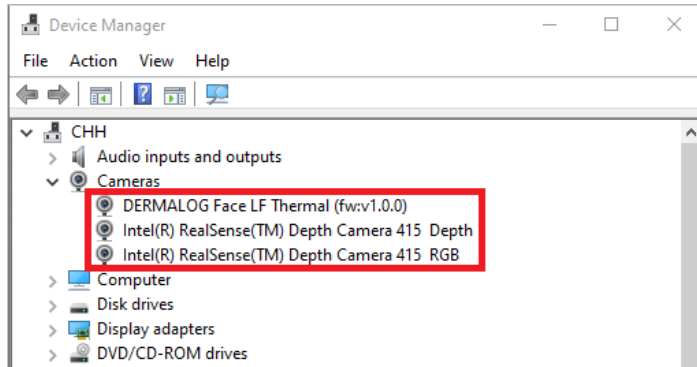 Device Manager
File Action View Help
CHH
Audio inputs and outputs
Cameras
DERMALOG Face LF Thermal (fw:v1.0.0)
Intel(R) RealSense(TM) Depth Camera 415 Depth
Intel(R) RealSense(TM) Depth Camera 415 RGB
Computer
Disk drives
Display adapters
DVD/CD-ROM drives